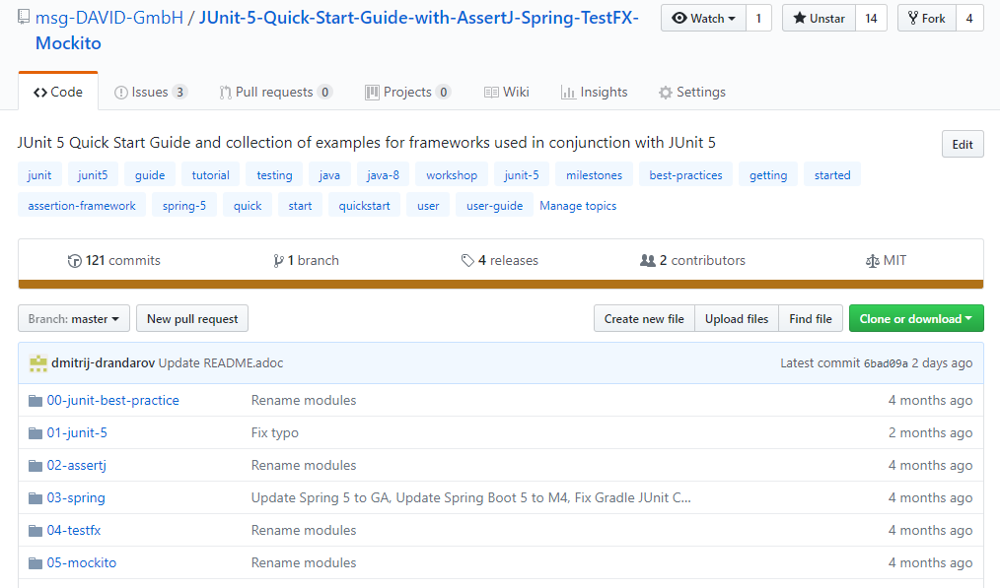 msg-DAVID-GmbH / JUnit-5-Quick-Start-Guide-with-AssertJ-Spring-TestFX-
Mockito
Watch 1 Unstar 14 Fork 4
Code Issues 3 Pull requests 0 Projects 0 Wiki Insights Settings
JUnit 5 Quick Start Guide and collection of examples for frameworks used in conjunction with JUnit 5 Edit
junit junit5 guide tutorial testing java java-8 workshop junit-5 milestones best-practices getting started
assertion-framework spring-5 quick start quickstart user user-guide Manage topics
121 commits 1 branch 4 releases 2 contributors MIT
Branch: master New pull request Create new file Upload files Find file Clone or download
dmitrij-drandarov Update README.adoc Latest commit 6bad09a 2 days ago
00-junit-best-practice Rename modules 4 months ago
01-junit-5 Fix typo 2 months ago
02-assertj Rename modules 4 months ago
03-spring Update Spring 5 to GA, Update Spring Boot 5 to M4, Fix Gradle JUnit C... 4 months ago
04-testfx Rename modules 4 months ago
05-mockito Rename modules 4 months ago